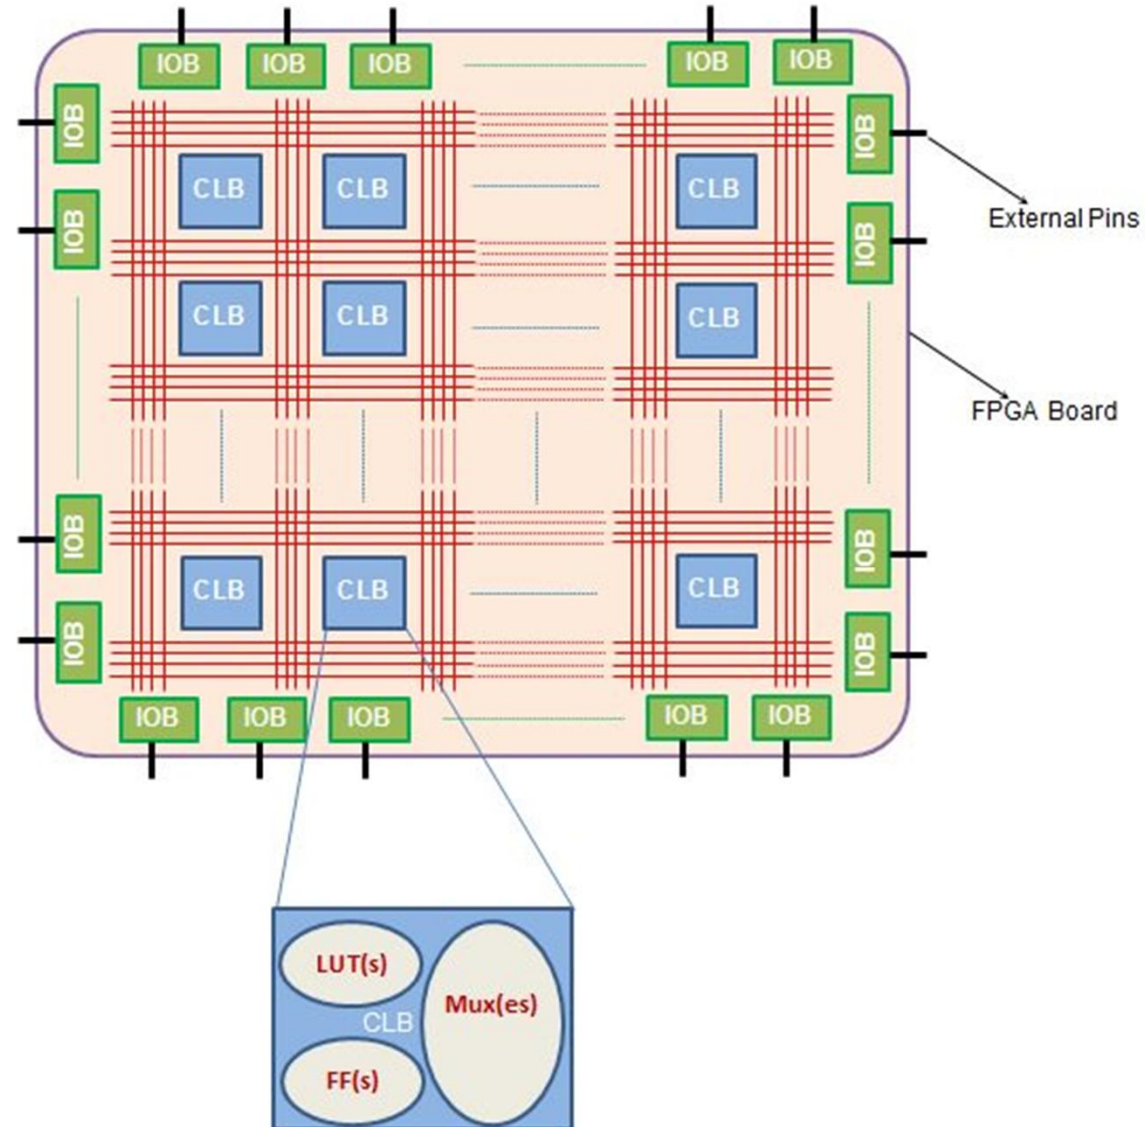 IOB IOB IOB IOB IOB
IOB IOB
CLB CLB CLB
External Pins
IOB IOB
CLB CLB CLB
FPGA Board
IOB IOB
CLB CLB CLB
IOB IOB
IOB IOB IOB IOB IOB
LUT(s)
Mux(es)
CLB
FF(s)